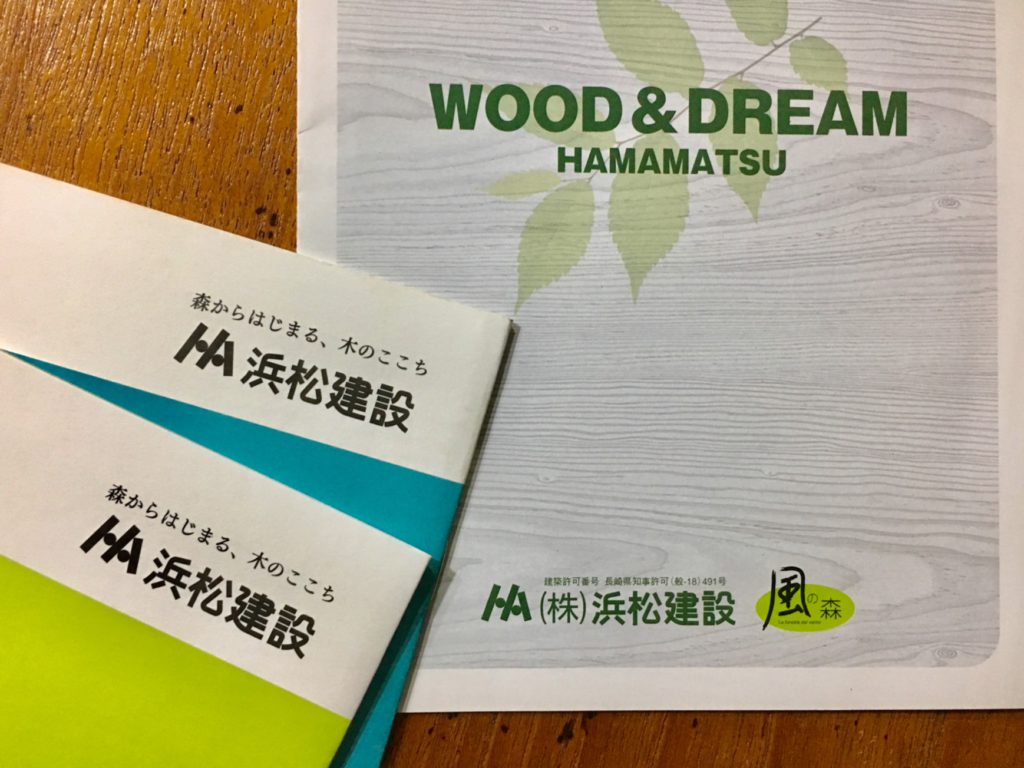 WOOD & DREAM
HAMAMATSU
森からはじまる、木のここち
浜松建設
森からはじまる、木のここち
浜松建設
建築許可番号 長崎県知事許可(般-18)491号
(株)浜松建設
風の森